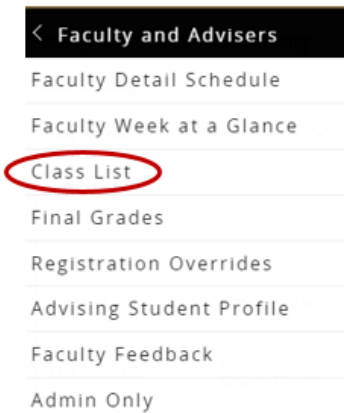 < Faculty and Advisers
Faculty Detail Schedule
Faculty Week at a Glance
Class List
Final Grades
Registration Overrides
Advising Student Profile
Faculty Feedback
Admin Only